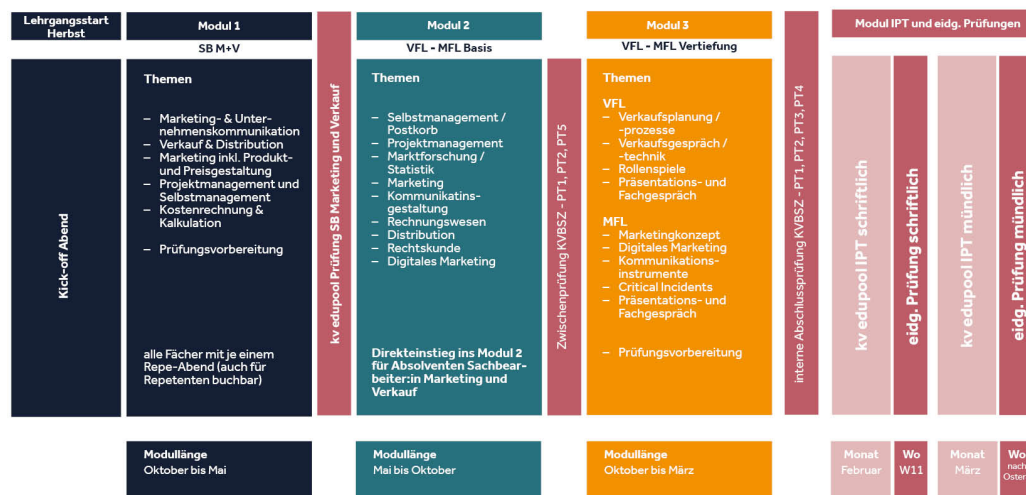 Lehrgangsstart
Herbst
Kick-off Abend
Modul 1
SB M+V
Themen
– Marketing- & Unter-
nehmenskommunikation
– Verkauf & Distribution
– Marketing inkl. Produkt-
und Preisgestaltung
– Projektmanagement und
Selbstmanagement
– Kostenrechnung &
Kalkulation
– Prüfungsvorbereitung
alle Fächer mit je einem
Repe-Abend (auch für
Repetenten buchbar)
Modullänge
Oktober bis Mai
kv edupool Prüfung SB Marketing und Verkauf
Modul 2
VFL - MFL Basis
Themen
– Selbstmanagement /
Postkorb
– Projektmanagement
– Marktforschung /
Statistik
– Marketing
– Kommunikatins-
gestaltung
– Rechnungswesen
– Distribution
– Rechtskunde
– Digitales Marketing
Direkteinstieg ins Modul 2
für Absolventen Sachbear-
beiter:in Marketing und
Verkauf
Modullänge
Mai bis Oktober
Zwischenprüfung KVBSZ - PT1, PT2, PT5
Modul 3
VFL - MFL Vertiefung
Themen
VFL
– Verkaufsplanung /
-prozesse
– Verkaufsgespräch /
-technik
– Rollenspiele
– Präsentations- und
Fachgespräch
MFL
– Marketingkonzept
– Digitales Marketing
– Kommunikations-
instrumente
– Critical Incidents
– Präsentations- und
Fachgespräch
– Prüfungsvorbereitung
Modullänge
Oktober bis März
interne Abschlussprüfung KVBSZ - PT1, PT2, PT3, PT4
Modul IPT und eidg. Prüfungen
kv edupool IPT schriftlich
Monat
Februar
eidg. Prüfung schriftlich
Wo
W11
kv edupool IPT mündlich
Monat
März
eidg. Prüfung mündlich
Wo
nach
Ostern